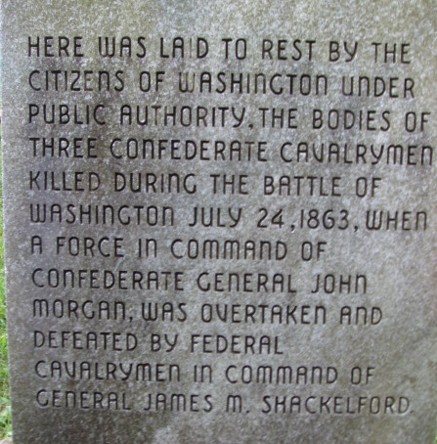 HERE WAS LAID TO REST BY THE
CITIZENS OF WASHINGTON UNDER
PUBLIC AUTHORITY, THE BODIES OF
THREE CONFEDERATE CAVALRYMEN
KILLED DURING THE BATTLE OF
WASHINGTON JULY 24, 1863, WHEN
A FORCE IN COMMAND OF
CONFEDERATE GENERAL JOHN
MORGAN, WAS OVERTAKEN AND
DEFEATED BY FEDERAL
CAVALRYMEN IN COMMAND OF
GENERAL JAMES M. SHACKELFORD.